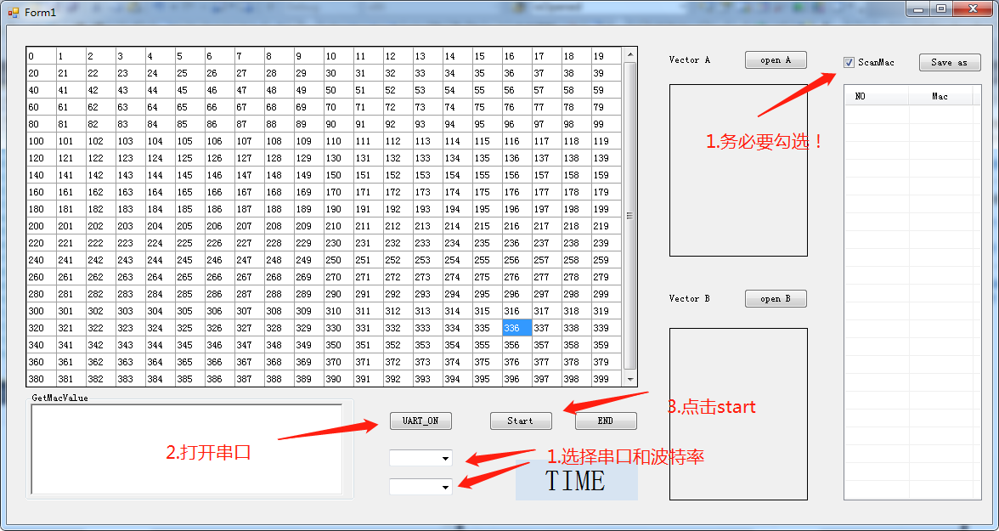 Form1
0 1 2 3 4 5 6 7 8 9 10 11 12 13 14 15 16 17 18 19
20 21 22 23 24 25 26 27 28 29 30 31 32 33 34 35 36 37 38 39
40 41 42 43 44 45 46 47 48 49 50 51 52 53 54 55 56 57 58 59
60 61 62 63 64 65 66 67 68 69 70 71 72 73 74 75 76 77 78 79
80 81 82 83 84 85 86 87 88 89 90 91 92 93 94 95 96 97 98 99
100 101 102 103 104 105 106 107 108 109 110 111 112 113 114 115 116 117 118 119
120 121 122 123 124 125 126 127 128 129 130 131 132 133 134 135 136 137 138 139
140 141 142 143 144 145 146 147 148 149 150 151 152 153 154 155 156 157 158 159
160 161 162 163 164 165 166 167 168 169 170 171 172 173 174 175 176 177 178 179
180 181 182 183 184 185 186 187 188 189 190 191 192 193 194 195 196 197 198 199
200 201 202 203 204 205 206 207 208 209 210 211 212 213 214 215 216 217 218 219
220 221 222 223 224 225 226 227 228 229 230 231 232 233 234 235 236 237 238 239
240 241 242 243 244 245 246 247 248 249 250 251 252 253 254 255 256 257 258 259
260 261 262 263 264 265 266 267 268 269 270 271 272 273 274 275 276 277 278 279
280 281 282 283 284 285 286 287 288 289 290 291 292 293 294 295 296 297 298 299
300 301 302 303 304 305 306 307 308 309 310 311 312 313 314 315 316 317 318 319
320 321 322 323 324 325 326 327 328 329 330 331 332 333 334 335 336 337 338 339
340 341 342 343 344 345 346 347 348 349 350 351 352 353 354 355 356 357 358 359
360 361 362 363 364 365 366 367 368 369 370 371 372 373 374 375 376 377 378 379
380 381 382 383 384 385 386 387 388 389 390 391 392 393 394 395 396 397 398 399
Vector A open A
ScanMac Save as
NO Mac
1.务必要勾选！
Vector B open B
GetMacValue
2.打开串口
UART_ON Start END
3.点击start
1.选择串口和波特率
TIME